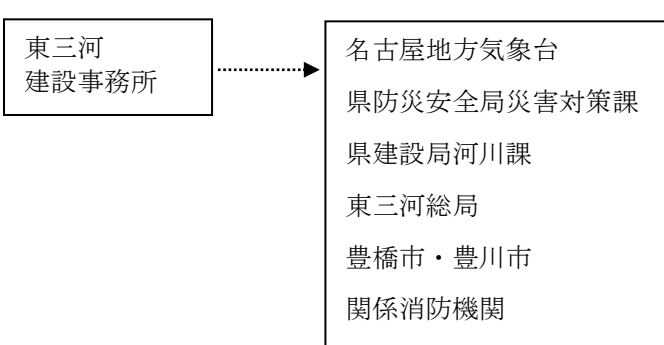 東三河
建設事務所
名古屋地方気象台
県防災安全局災害対策課
県建設局河川課
東三河総局
豊橋市・豊川市
関係消防機関